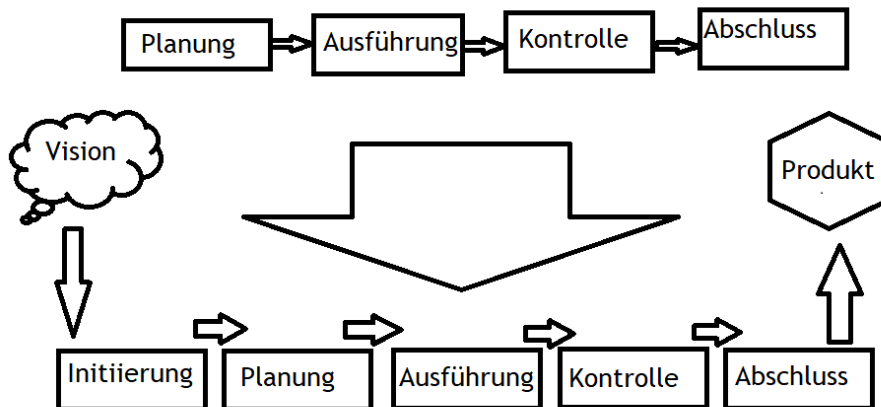 Planung
Ausführung
Kontrolle
Abschluss
Vision
Produkt
Initiierung
Planung
Ausführung
Kontrolle
Abschluss